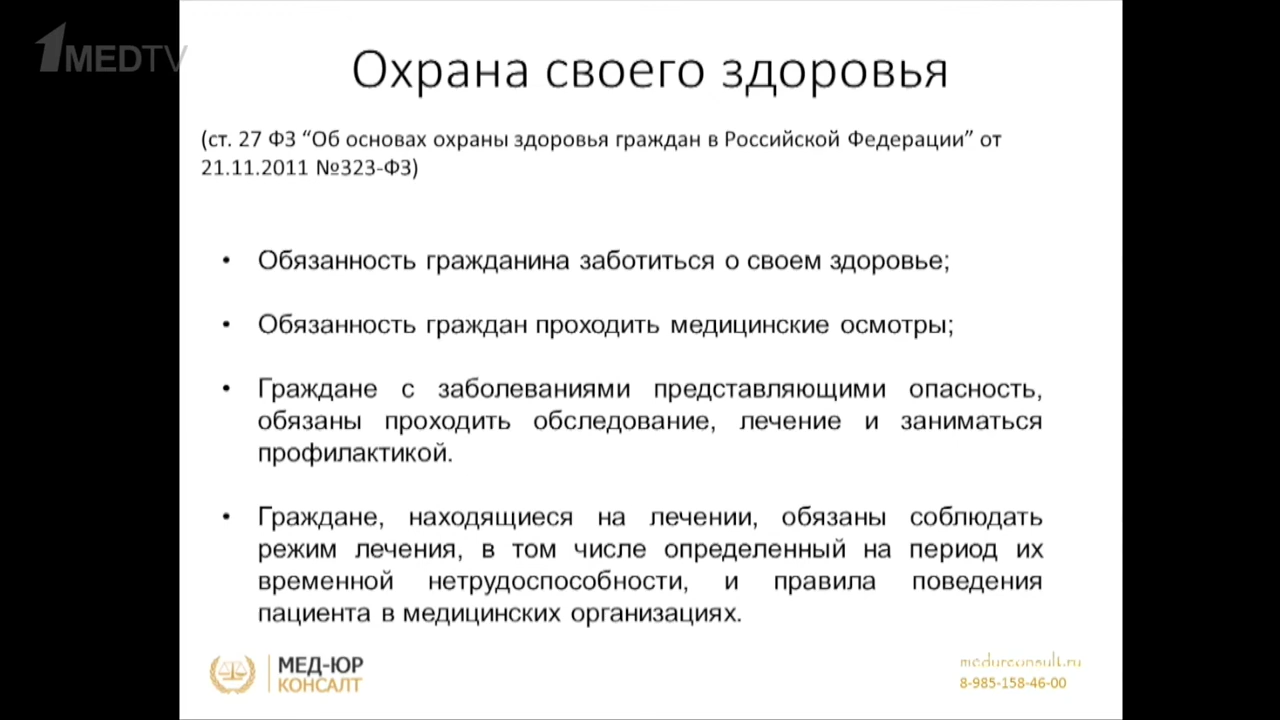 1MEDTV
Охрана своего здоровья
(ст. 27 ФЗ “Об основах охраны здоровья граждан в Российской Федерации” от
21.11.2011 №323-ФЗ)
• Обязанность гражданина заботиться о своем здоровье;
• Обязанность граждан проходить медицинские осмотры;
• Граждане с заболеваниями представляющими опасность,
обязаны проходить обследование, лечение и заниматься
профилактикой.
• Граждане, находящиеся на лечении, обязаны соблюдать
режим лечения, в том числе определенный на период их
временной нетрудоспособности, и правила поведения
пациента в медицинских организациях.
МЕД-ЮР
КОНСАЛТ
medurconsult.ru
8-985-158-46-00